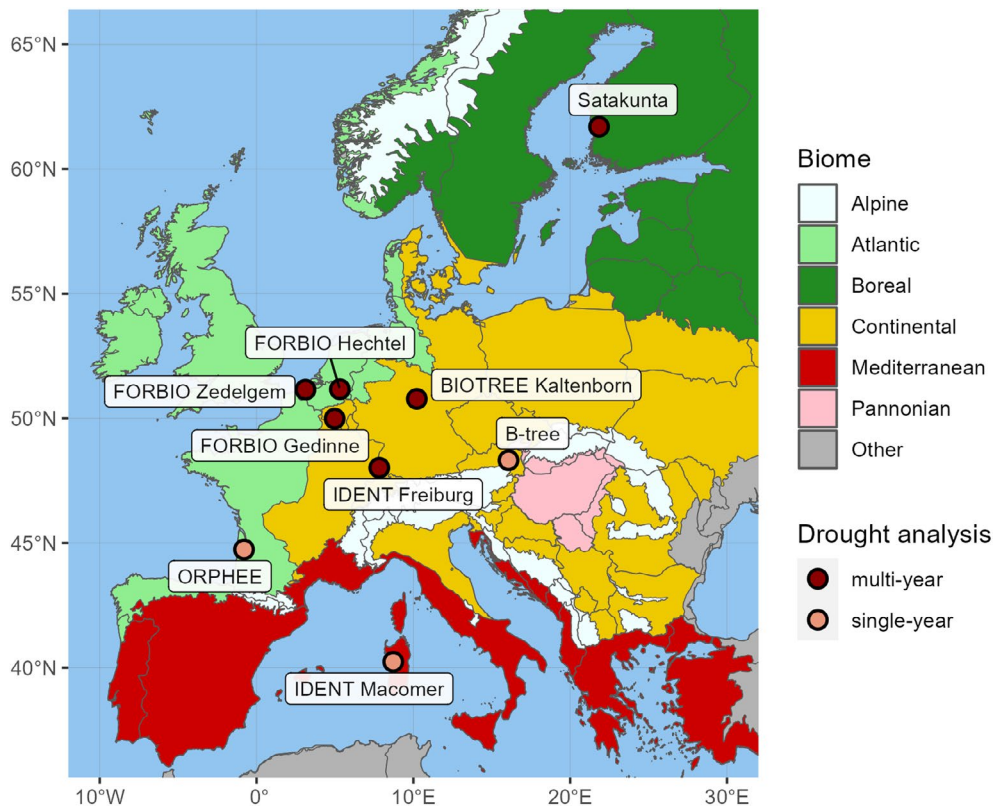 65°N
60°N
55°N
50°N
45°N
40°N
10°W
0°
10°E
20°E
30°E
Satakunta
FORBIO Hechtel
FORBIO Zedelgem
BIOTREE Kaltenborn
FORBIO Gedinne
B-tree
IDENT Freiburg
ORPHEE
IDENT Macomer
Biome
Alpine
Atlantic
Boreal
Continental
Mediterranean
Pannonian
Other
Drought analysis
multi-year
single-year